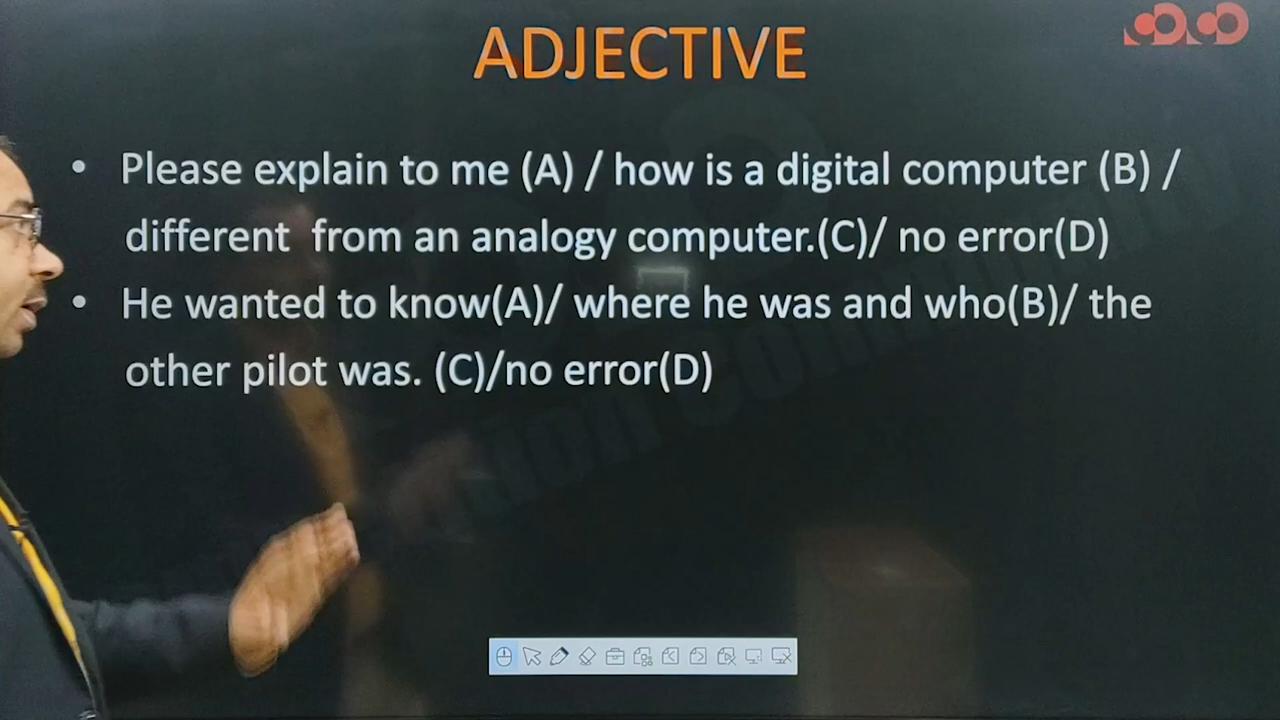 ADJECTIVE
• Please explain to me (A) / how is a digital computer (B) /
different from an analogy computer.(C)/ no error(D)
• He wanted to know(A)/ where he was and who(B)/ the
other pilot was. (C)/no error(D)